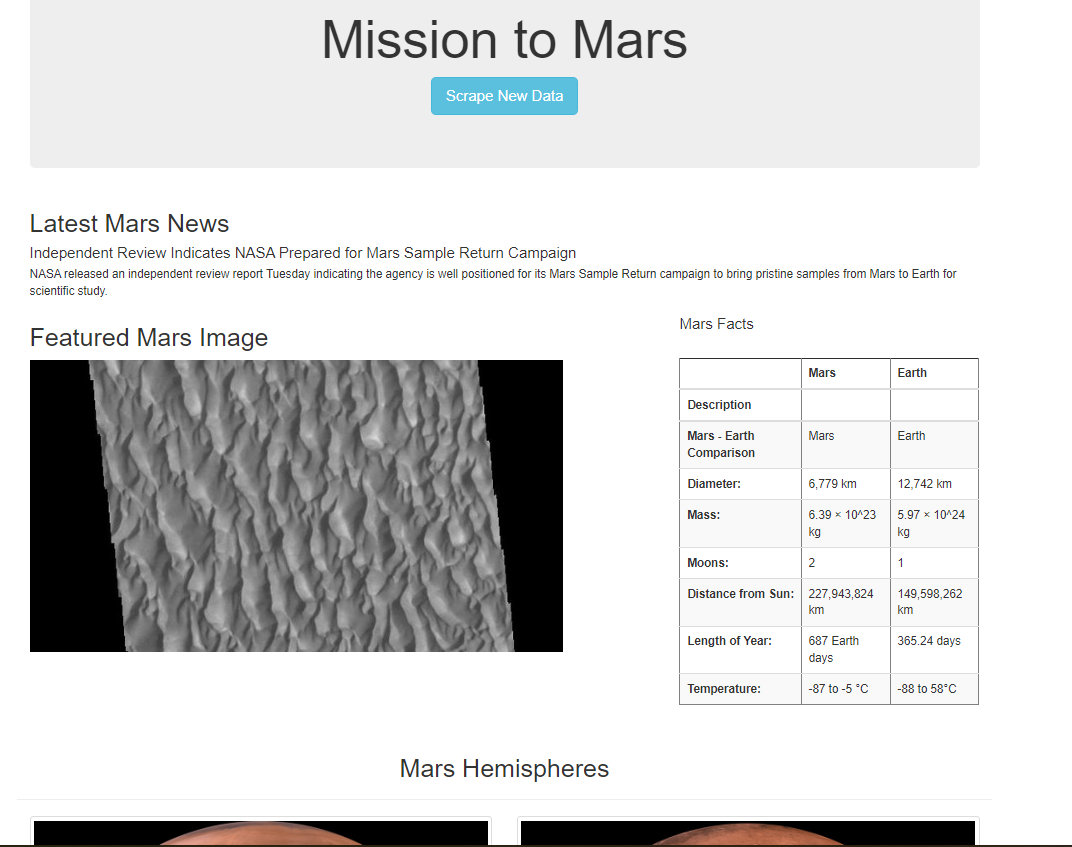 Mission to Mars
Scrape New Data
Latest Mars News
Independent Review Indicates NASA Prepared for Mars Sample Return Campaign
NASA released an independent review report Tuesday indicating the agency is well positioned for its Mars Sample Return campaign to bring pristine samples from Mars to Earth for
scientific study.
Featured Mars Image
Mars Facts
Mars Earth
Description
Mars - Earth Mars Earth
Comparison
Diameter: 6,779 km 12,742 km
Mass: 6.39 × 10^23 5.97 × 10^24
kg kg
Moons: 2 1
Distance from Sun: 227,943,824 149,598,262
km km
Length of Year: 687 Earth 365.24 days
days
Temperature: -87 to -5 °C -88 to 58°C
Mars Hemispheres